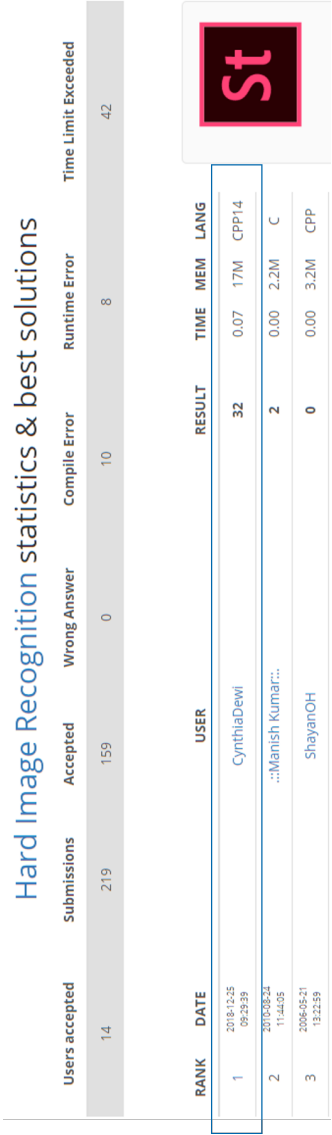 Hard Image Recognition statistics & best solutions
Users accepted Submissions Accepted Wrong Answer Compile Error Runtime Error Time Limit Exceeded
14 219 159 0 10 8 42
RANK DATE USER RESULT TIME MEM LANG
1 2018-12-25 09:29:39 CynthiaDewi 32 0.07 17M CPP14
2 2010-08-24 11:44:05 .::Manish Kumar::. 2 0.00 2.2M C
3 2006-05-21 13:22:59 ShayanOH 0 0.00 3.2M CPP
St